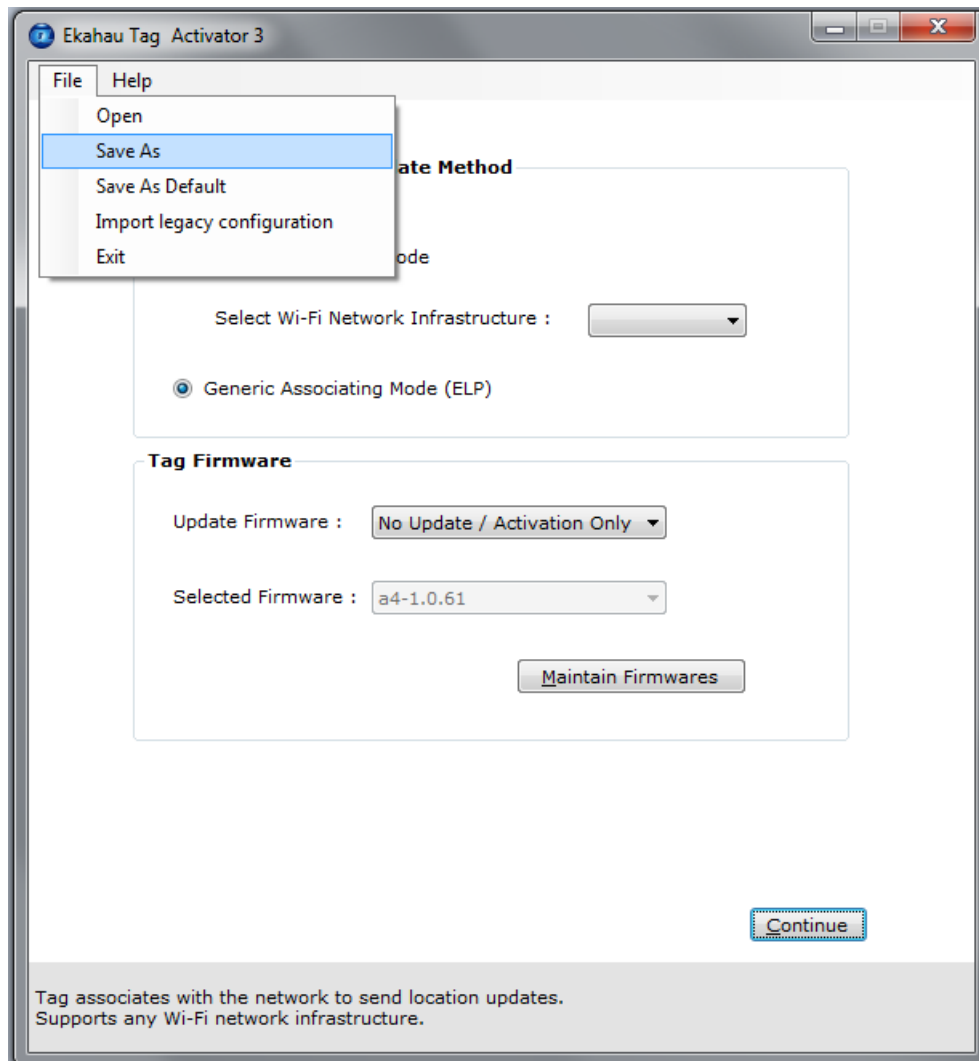 Ekahau Tag Activator 3
File Help
Open
Save As
Save As Default
Import legacy configuration
Exit
ate Method
ode
Select Wi-Fi Network Infrastructure :
Generic Associating Mode (ELP)
Tag Firmware
Update Firmware : No Update / Activation Only
Selected Firmware : a4-1.0.61
Maintain Firmwares
Continue
Tag associates with the network to send location updates.
Supports any Wi-Fi network infrastructure.